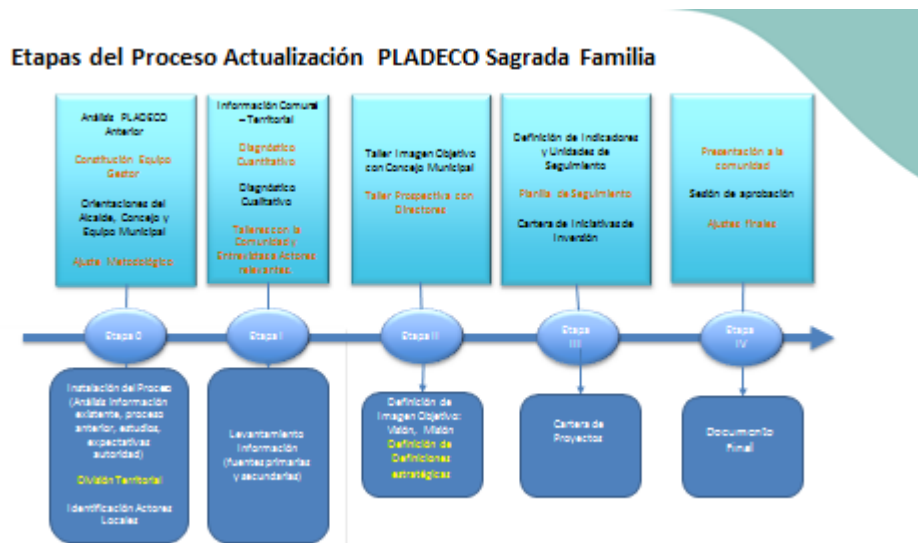 Etapas del Proceso Actualización PLADECO Sagrada Familia
Análisis PLADECO
Anterior
Constitución Equipo
Gestor
Orientaciones del
Alcalde, Concejo y
Equipo Municipal
Ajuste Metodológico
Información Comunal
– Territorial
Diagnóstico
Cuantitativo
Diagnóstico
Cualitativo
Talleres con la
Comunidad y
Entrevistas a Actores
relevantes.
Taller Imagen Objetivo
con Concejo Municipal
Taller Prospectiva con
Directores
Definición de Indicadores
y Unidades de
Seguimiento
Planilla de Seguimiento
Cartera de Iniciativas de
Inversión
Presentación a la
comunidad
Sesión de aprobación
Ajustes finales
Etapa 0
Etapa I
Etapa II
Etapa
III
Etapa
IV
Instalación del Proceso
(Análisis información
existente, proceso
anterior, estudios,
expectativas
autoridad)
División Territorial
Identificación Actores
Locales
Levantamiento
Información
(fuentes primarias
y secundarias)
Definición de
Imagen Objetivo:
Visión, Misión
Definición de
Definiciones
estratégicas
Cartera de
Proyectos
Documento
Final